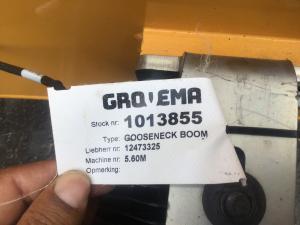 GROEMA
Stock nr: 1013855
Type: GOOSENECK BOOM
Liebherr nr: 12473325
Machine nr: 5.60M
Opmerking: